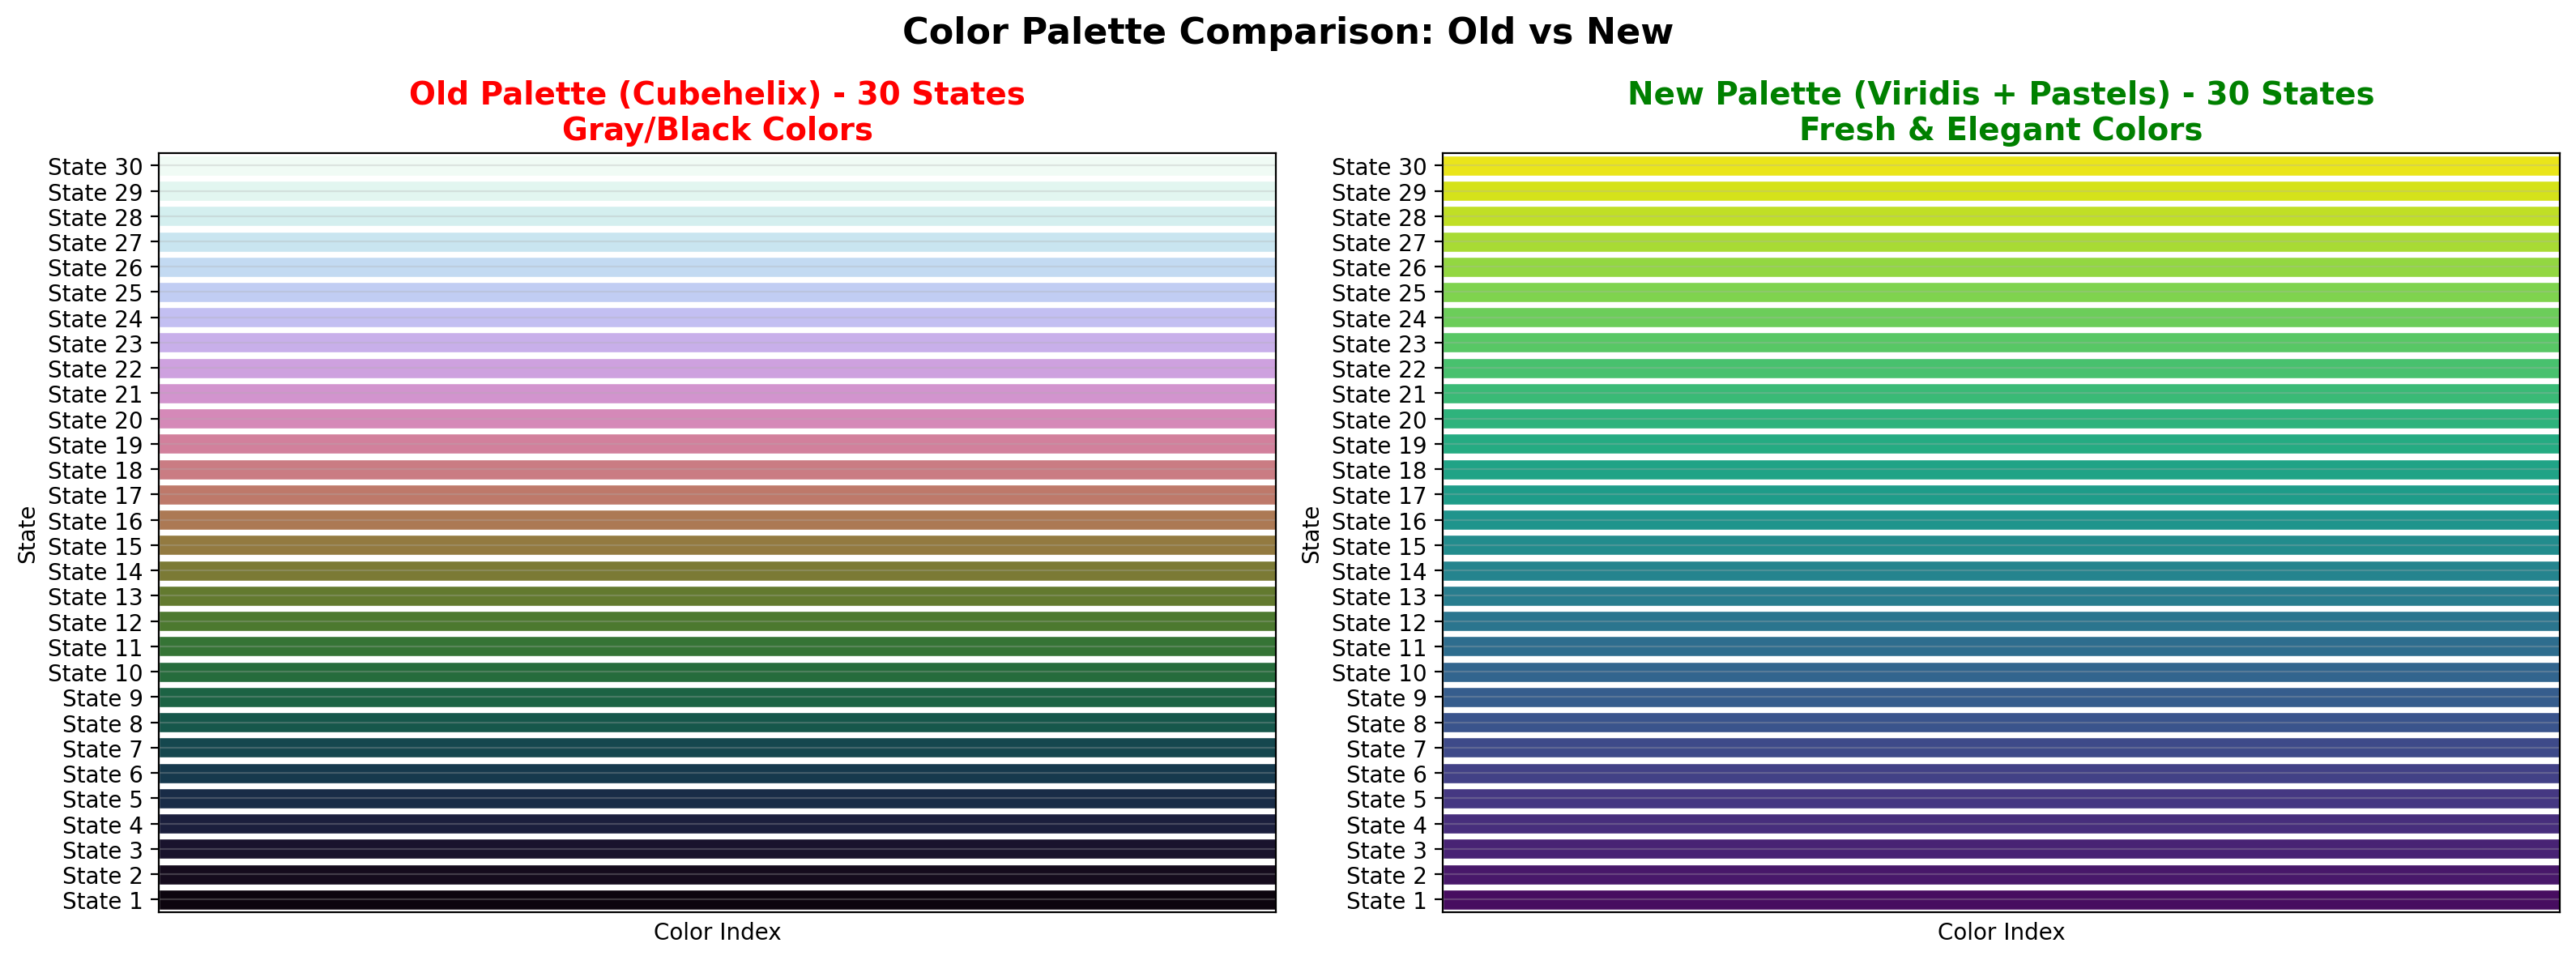 Color Palette Comparison: Old vs New
Old Palette (Cubehelix) - 30 States
Gray/Black Colors
State 30
State 29
State 28
State 27
State 26
State 25
State 24
State 23
State 22
State 21
State 20
State 19
State 18
State 17
State 16
State 15
State 14
State 13
State 12
State 11
State 10
State 9
State 8
State 7
State 6
State 5
State 4
State 3
State 2
State 1
State
Color Index
New Palette (Viridis + Pastels) - 30 States
Fresh & Elegant Colors
State 30
State 29
State 28
State 27
State 26
State 25
State 24
State 23
State 22
State 21
State 20
State 19
State 18
State 17
State 16
State 15
State 14
State 13
State 12
State 11
State 10
State 9
State 8
State 7
State 6
State 5
State 4
State 3
State 2
State 1
State
Color Index